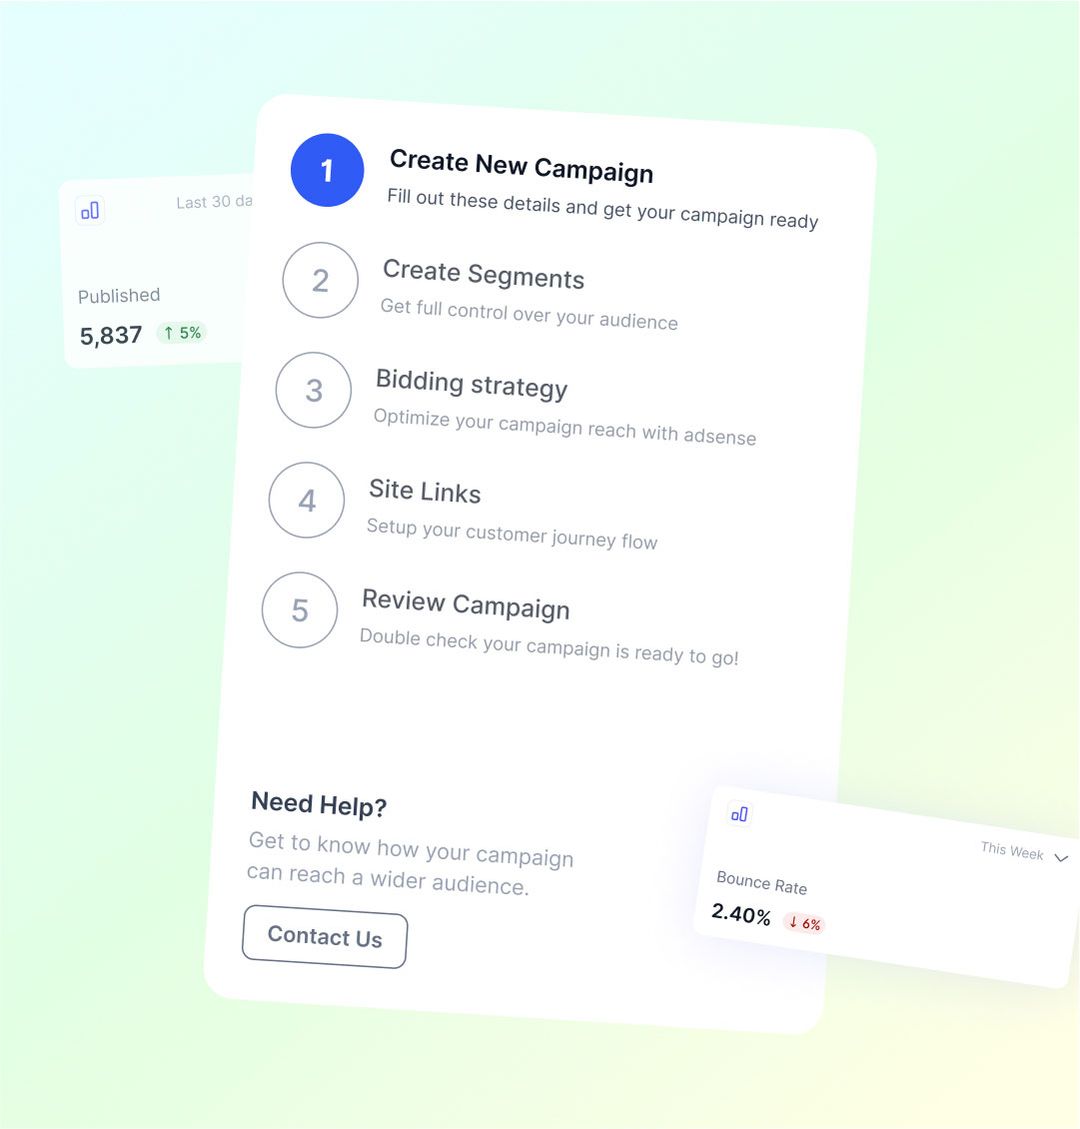 Last 30 da
Published
5,837
↑ 5%
1
Create New Campaign
Fill out these details and get your campaign ready
2
Create Segments
Get full control over your audience
3
Bidding strategy
Optimize your campaign reach with adsense
4
Site Links
Setup your customer journey flow
5
Review Campaign
Double check your campaign is ready to go!
Need Help?
Get to know how your campaign
can reach a wider audience.
Contact Us
This Week
Bounce Rate
2.40%
↓ 6%